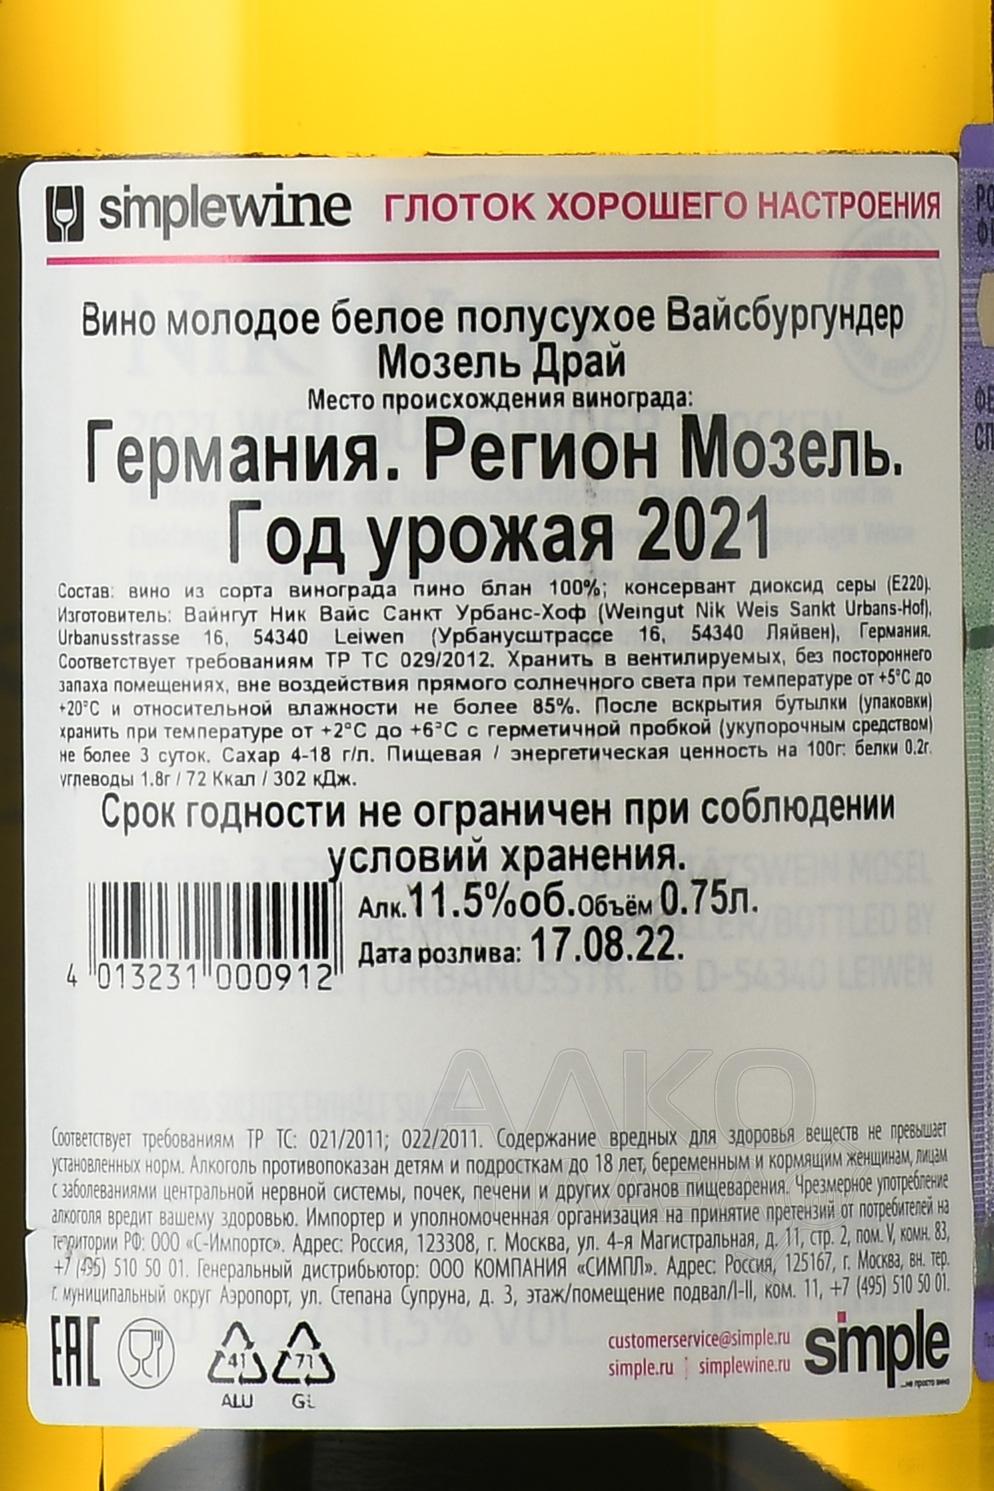 simplewine ГЛОТОК ХОРОШЕГО НАСТРОЕНИЯ
Вино молодое белое полусухое Вайсбургундер
Мозель Драй
Место происхождения винограда:
Германия. Регион Мозель.
Год урожая 2021
Состав: вино из сорта винограда пино блан 100%; консервант диоксид серы (Е220).
Изготовитель: Вайнгут Ник Вайс Санкт Урбанс-Хоф (Weingut Nik Weis Sankt Urbans-Hof),
Urbanusstrasse 16, 54340 Leiwen (Урбанусштрассе 16, 54340 Ляйвен), Германия.
Соответствует требованиям ТР ТС 029/2012. Хранить в вентилируемых, без постороннего
запаха помещениях, вне воздействия прямого солнечного света при температуре от +5°С до
+20°С и относительной влажности не более 85%. После вскрытия бутылки (упаковки)
хранить при температуре от +2°С до +6°С с герметичной пробкой (укупорочным средством)
не более 3 суток. Сахар 4-18 г/л. Пищевая / энергетическая ценность на 100г: белки 0.2г.
углеводы 1.8г / 72 Ккал / 302 кДж.
Срок годности не ограничен при соблюдении
условий хранения.
Алк.11.5%об.Объём 0.75л.
Дата розлива: 17.08.22.
4 013231 000912
АЛКО
Соответствует требованиям ТР ТС: 021/2011; 022/2011. Содержание вредных для здоровья веществ не превышает
установленных норм. Алкоголь противопоказан детям и подросткам до 18 лет, беременным и кормящим женщинам, лицам
с заболеваниями центральной нервной системы, почек, печени и других органов пищеварения. Чрезмерное употребление
алкоголя вредит вашему здоровью. Импортер и уполномоченная организация на принятие претензий от потребителей на
территории РФ: ООО «С-Импортс». Адрес: Россия, 123308, г. Москва, ул. 4-я Магистральная, д. 11, стр. 2, пом. V, комн. 83,
+7 (495) 510 50 01. Генеральный дистрибьютор: ООО КОМПАНИЯ «СИМПЛ». Адрес: Россия, 125167, г. Москва, вн. тер.
г. муниципальный округ Аэропорт, ул. Степана Супруна, д. 3, этаж/помещение подвал/I-II, ком. 11, +7 (495) 510 50 01.
EAC 41 ALU 71 GL
customerservice@simple.ru
simple.ru | simplewine.ru
simple
...не просто вино